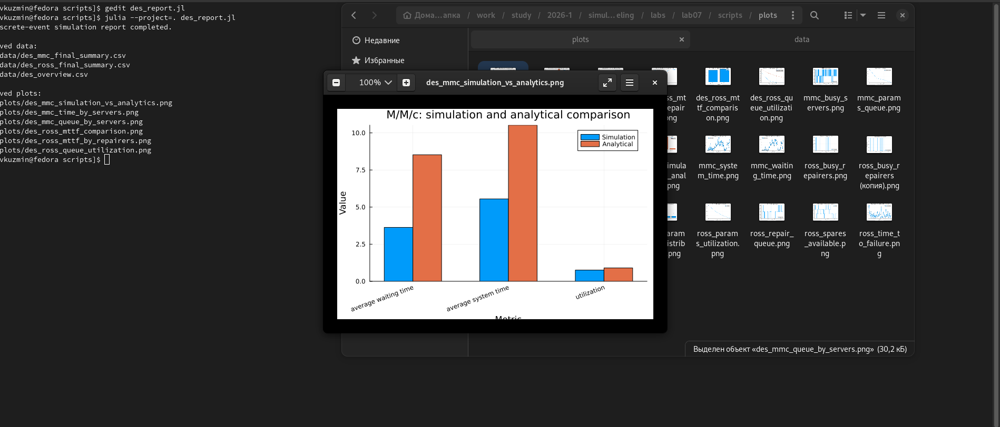 vkuzmin@fedora scripts]$ gedit des_report.jl
vkuzmin@fedora scripts]$ julia --project=. des_report.jl
screte-event simulation report completed.
ved data:
data/des_mmc_final_summary.csv
data/des_ross_final_summary.csv
data/des_overview.csv
ved plots:
plots/des_mmc_simulation_vs_analytics.png
plots/des_mmc_time_by_servers.png
plots/des_mmc_queue_by_servers.png
plots/des_ross_mttf_comparison.png
plots/des_ross_mttf_by_repairers.png
plots/des_ross_queue_utilization.png
vkuzmin@fedora scripts]$
Дома…апка / work / study / 2026-1 / simul…eling / labs / lab07 / scripts / plots
Недавние
Избранные
plots
data
100%
des_mmc_simulation_vs_analytics.png
M/M/c: simulation and analytical comparison
Simulation
Analytical
Value
10.0
7.5
5.0
2.5
0.0
average waiting time
average system time
utilization
Metric
ss_mt
epair
png
des_ross_mt
tf_comparis
on.png
des_ross_qu
eue_utilizati
on.png
mmc_busy_s
ervers.png
mmc_param
s_queue.png
imula
_anal
png
mmc_syste
m_time.png
mmc_waitin
g_time.png
ross_busy_r
epairers.png
ross_busy_r
epairers
(копия).png
aram
istrib
png
ross_param
s_utilization.
png
ross_repair_
queue.png
ross_spares
_available.p
ng
ross_time_t
o_failure.pn
g
Выделен объект «des_mmc_queue_by_servers.png» (30,2 кБ)